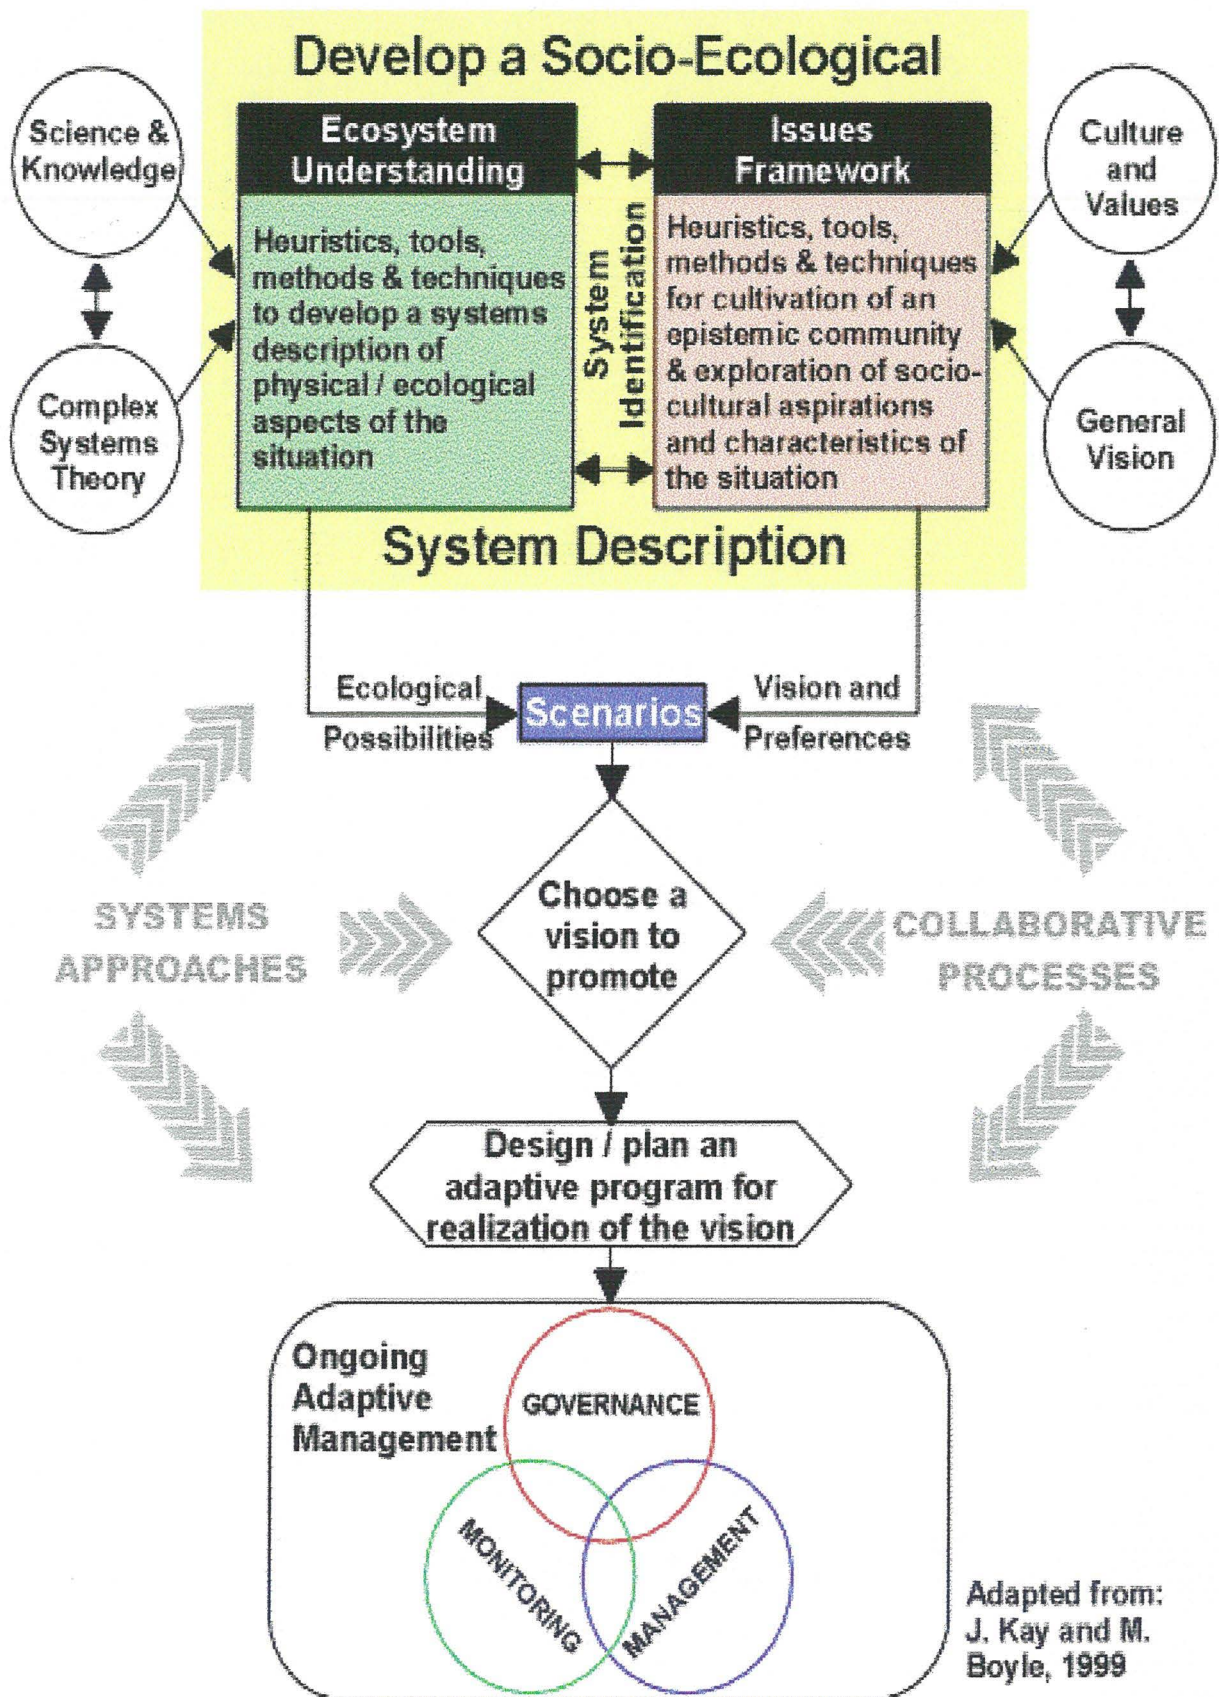 Develop a Socio-Ecological
Science &
Knowledge
Complex
Systems
Theory
Ecosystem
Understanding
Heuristics, tools,
methods & techniques
to develop a systems
description of
physical / ecological
aspects of the
situation
System
Identification
Issues
Framework
Heuristics, tools,
methods & techniques
for cultivation of an
epistemic community
& exploration of socio-
cultural aspirations
and characteristics of
the situation
Culture
and
Values
General
Vision
System Description
Ecological
Possibilities
Scenarios
Vision and
Preferences
SYSTEMS
APPROACHES
Choose a
vision to
promote
COLLABORATIVE
PROCESSES
Design / plan an
adaptive program for
realization of the vision
Ongoing
Adaptive
Management
GOVERNANCE
MONITORING
MANAGEMENT
Adapted from:
J. Kay and M.
Boyle, 1999